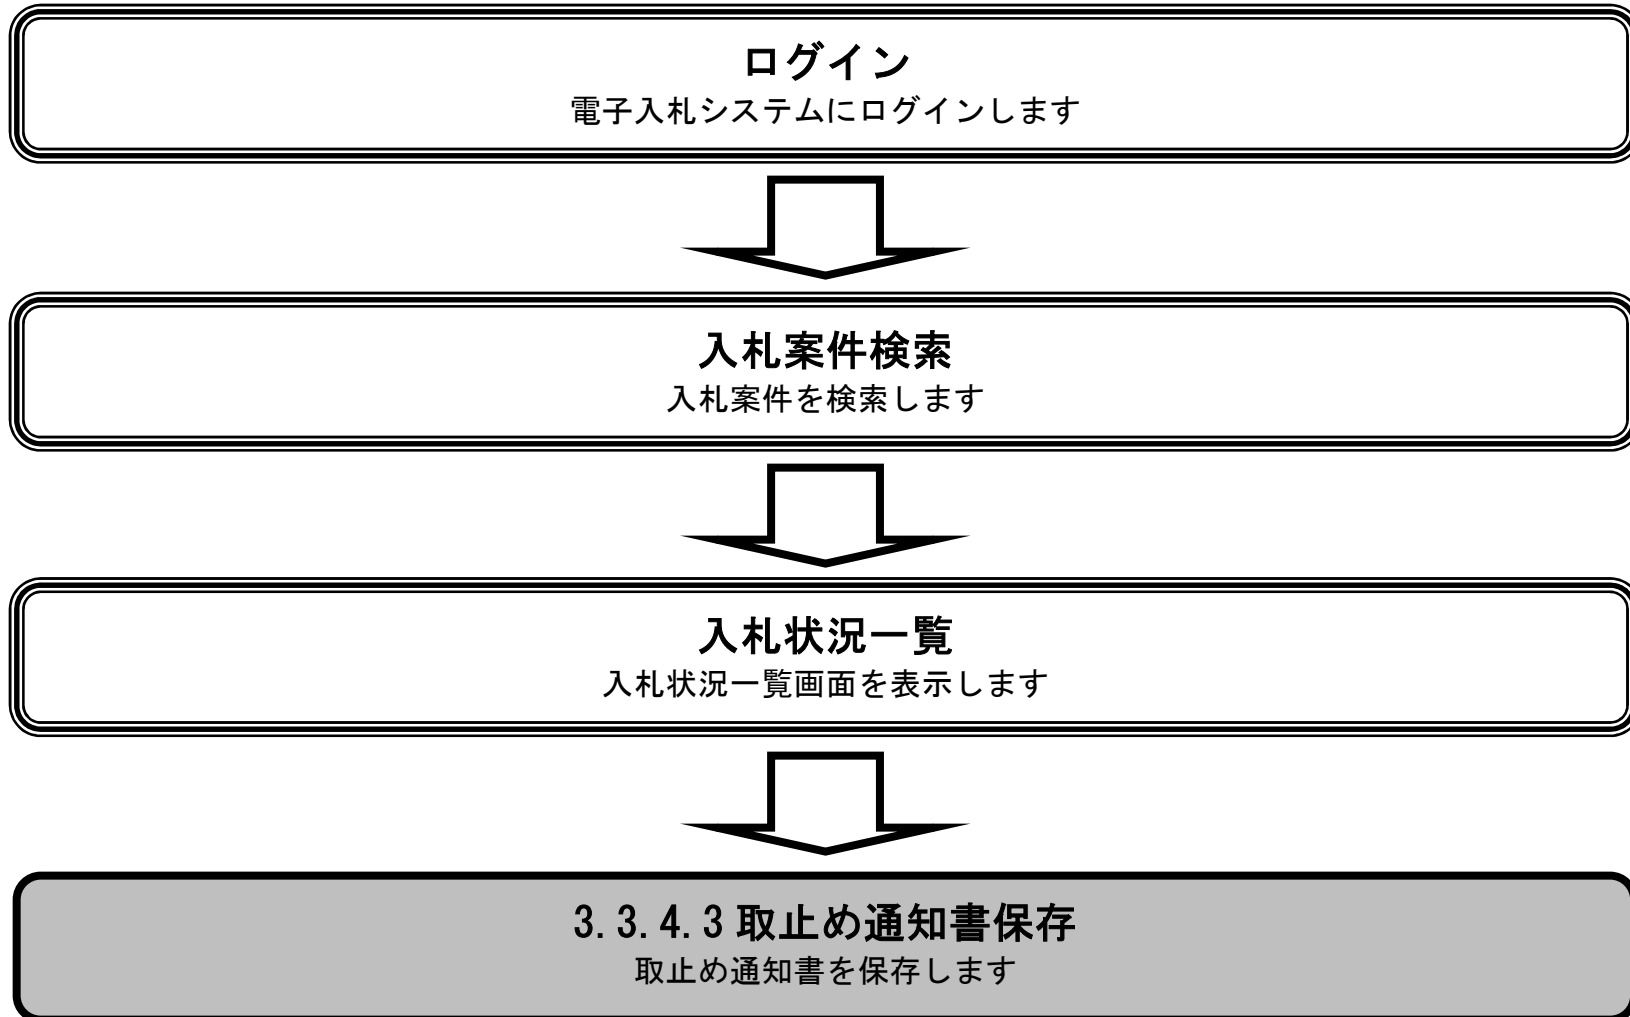 ログイン
電子入札システムにログインします
入札案件検索
入札案件を検索します
入札状況一覧
入札状況一覧画面を表示します
3.3.4.3 取止め通知書保存
取止め通知書を保存します